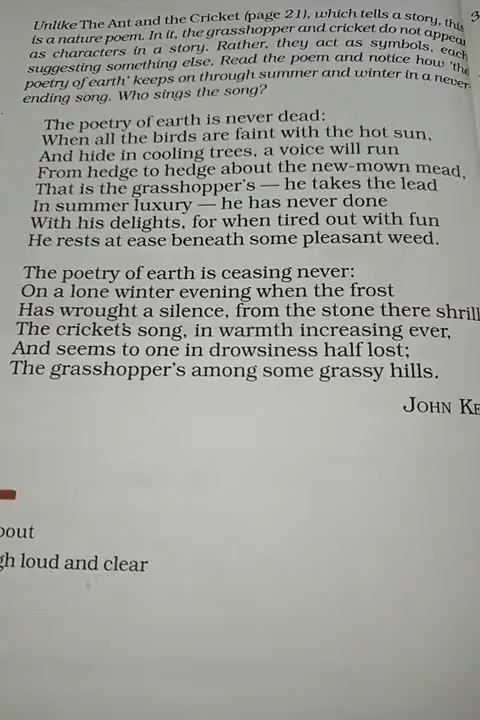 Unlike The Ant and the Cricket (page 21), which tells a story, this
is a nature poem. In it, the grasshopper and cricket do not appear
as characters in a story. Rather, they act as symbols, each
suggesting something else. Read the poem and notice how 'the
poetry of earth' keeps on through summer and winter in a never-
ending song. Who sings the song?
The poetry of earth is never dead:
When all the birds are faint with the hot sun,
And hide in cooling trees, a voice will run
From hedge to hedge about the new-mown mead,
That is the grasshopper's — he takes the lead
In summer luxury — he has never done
With his delights, for when tired out with fun
He rests at ease beneath some pleasant weed.
The poetry of earth is ceasing never:
On a lone winter evening when the frost
Has wrought a silence, from the stone there shrill
The cricket's song, in warmth increasing ever,
And seems to one in drowsiness half lost;
The grasshopper's among some grassy hills.
JOHN KE
bout
gh loud and clear